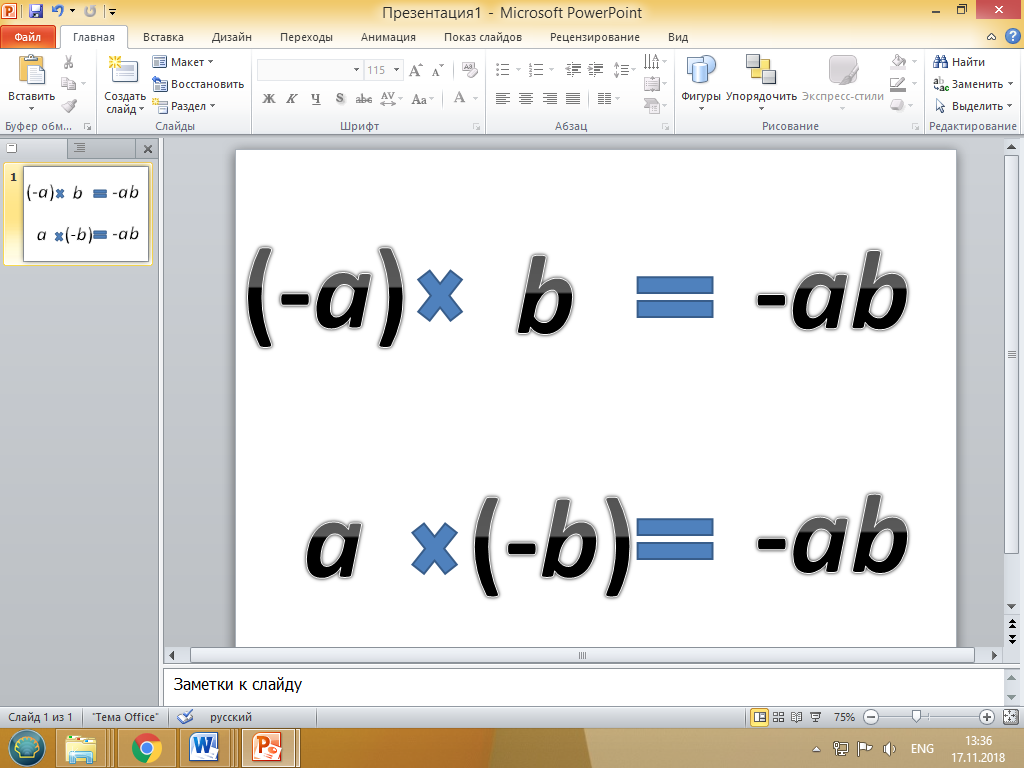 Презентация1 - Microsoft PowerPoint
Файл Главная Вставка Дизайн Переходы Анимация Показ слайдов Рецензирование Вид
Вставить
Буфер обм...
Создать слайд
Макет
Восстановить
Раздел
Слайды
115
Ж К Ч S abc AV Aa A
Шрифт
Абзац
Фигуры Упорядочить Экспресс-стили
Рисование
Найти
Заменить
Выделить
Редактирование
1
(-a) × b = -ab
a × (-b) = -ab
(-a) × b = -ab
a × (-b) = -ab
Заметки к слайду
Слайд 1 из 1 "Тема Office" русский 75%
ENG 13:36
17.11.2018